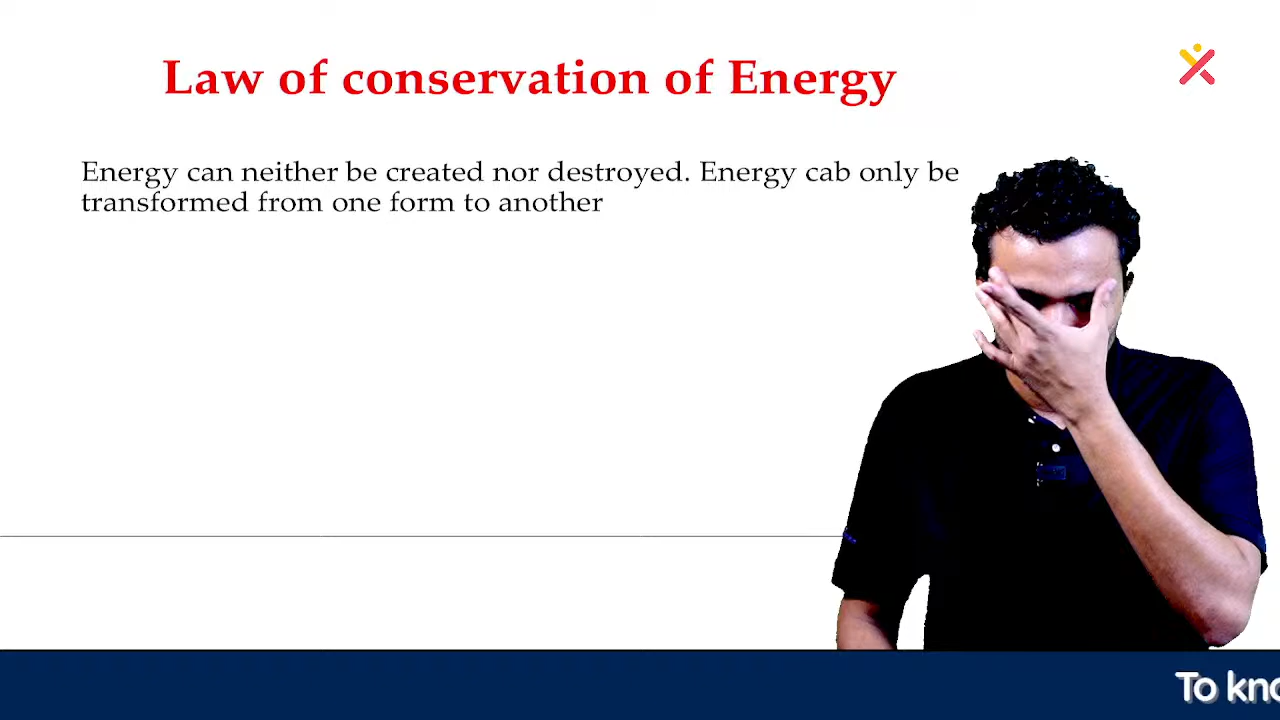 Law of conservation of Energy
Energy can neither be created nor destroyed. Energy cab only be
transformed from one form to another
To kno